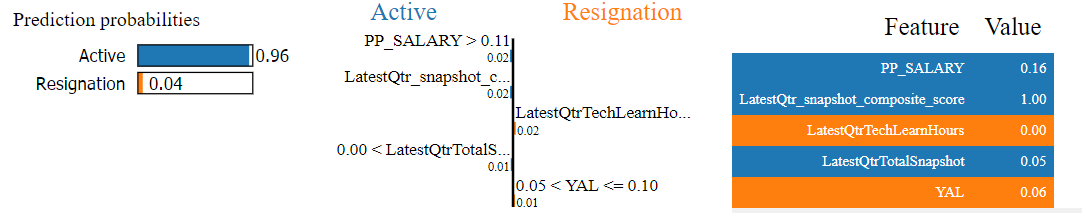 Prediction probabilities
Active 0.96
Resignation 0.04
Active Resignation
PP_SALARY > 0.11
0.02
LatestQtr_snapshot_c...
0.02
LatestQtrTechLearnHo...
0.02
0.00 < LatestQtrTotalS...
0.01
0.05 < YAL <= 0.10
0.01
Feature Value
PP_SALARY 0.16
LatestQtr_snapshot_composite_score 1.00
LatestQtrTechLearnHours 0.00
LatestQtrTotalSnapshot 0.05
YAL 0.06